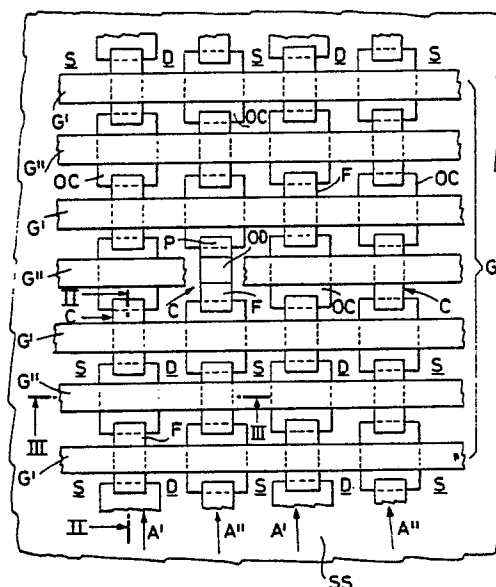 S D S D S
G'
OC
G"
OC F OC
G'
P OD
G" G
II C F OC C
C
G'
S D S D S
G"
III III
F
G'
S D S D S
II A' A" A' A"
SS